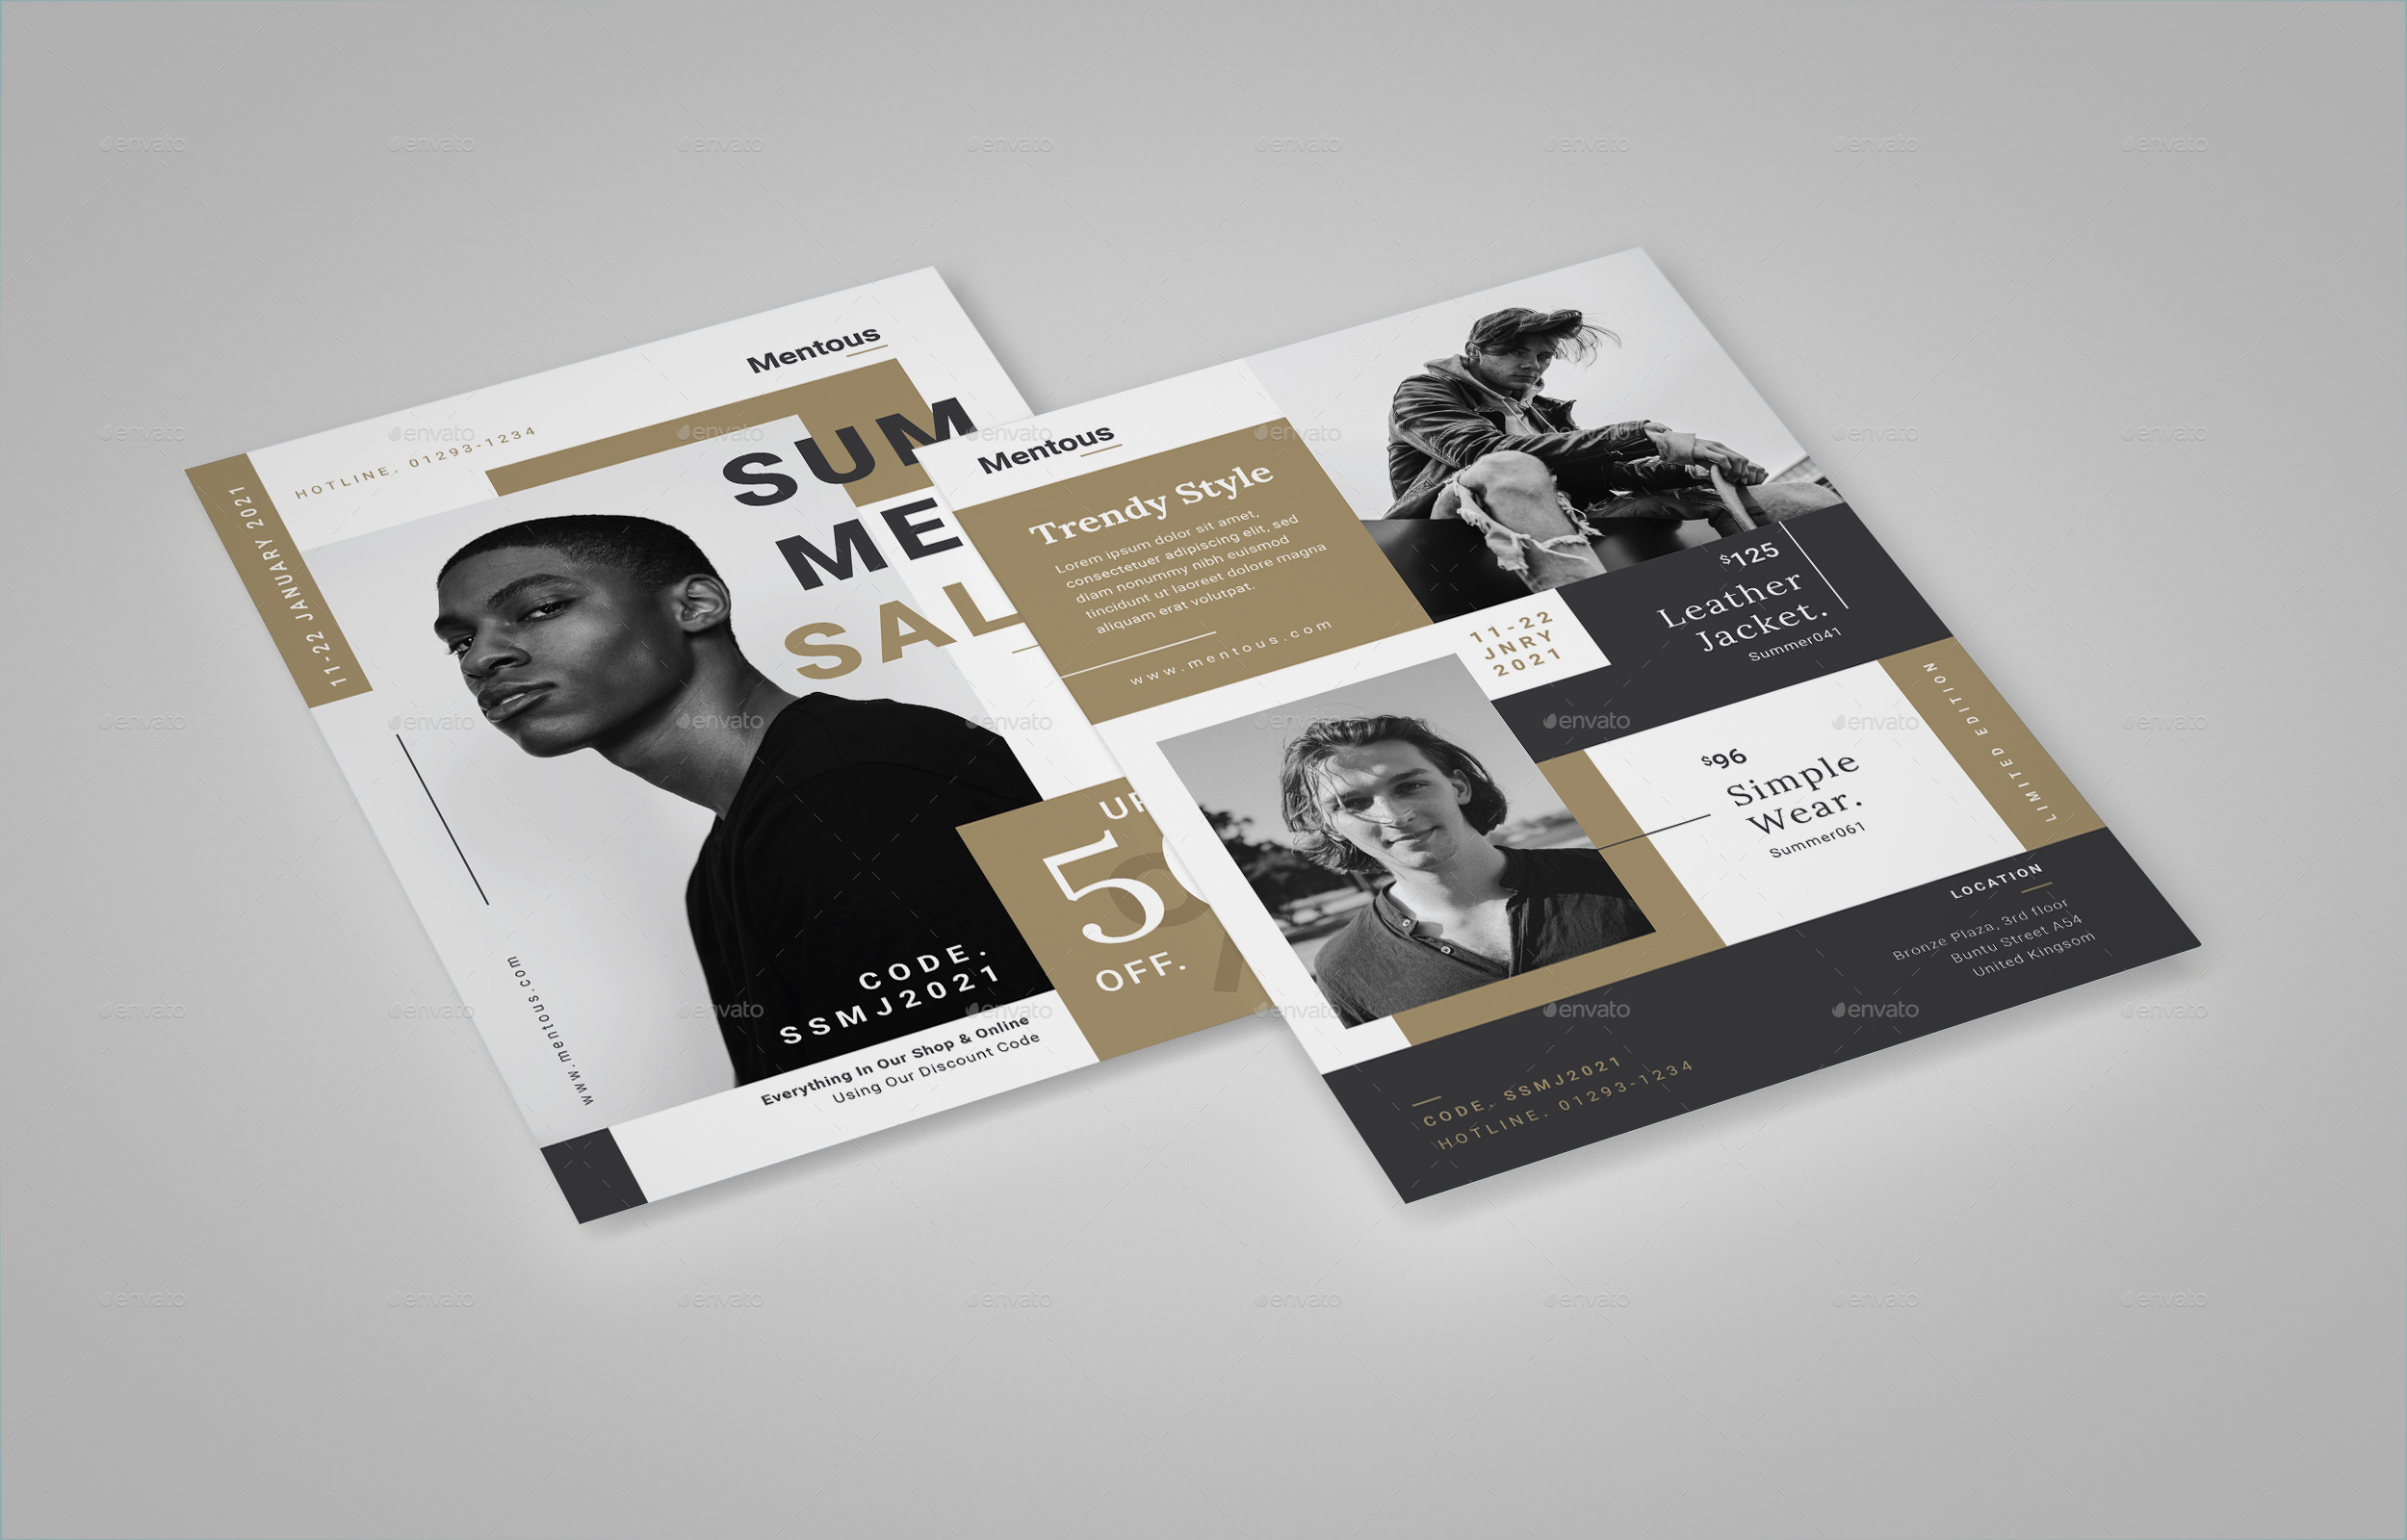 Mentous
HOTLINE. 01293-1234
11-22 JANUARY 2021
SUM
ME
SAL
CODE.
SSMJ2021
UP
5
OFF.
Everything In Our Shop & Online
Using Our Discount Code
www.mentous.com
Mentous
Trendy Style
Lorem ipsum dolor sit amet,
consectetuer adipiscing elit, sed
diam nonummy nibh euismod
tincidunt ut laoreet dolore magna
aliquam erat volutpat.
www.mentous.com
11-22
JNRY
2021
$125
Leather
Jacket.
Summer041
$96
Simple
Wear.
Summer061
LIMITED EDITION
LOCATION
Bronze Plaza, 3rd floor
Buntu Street A54
United Kingsom
CODE. SSMJ2021
HOTLINE. 01293-1234
envato